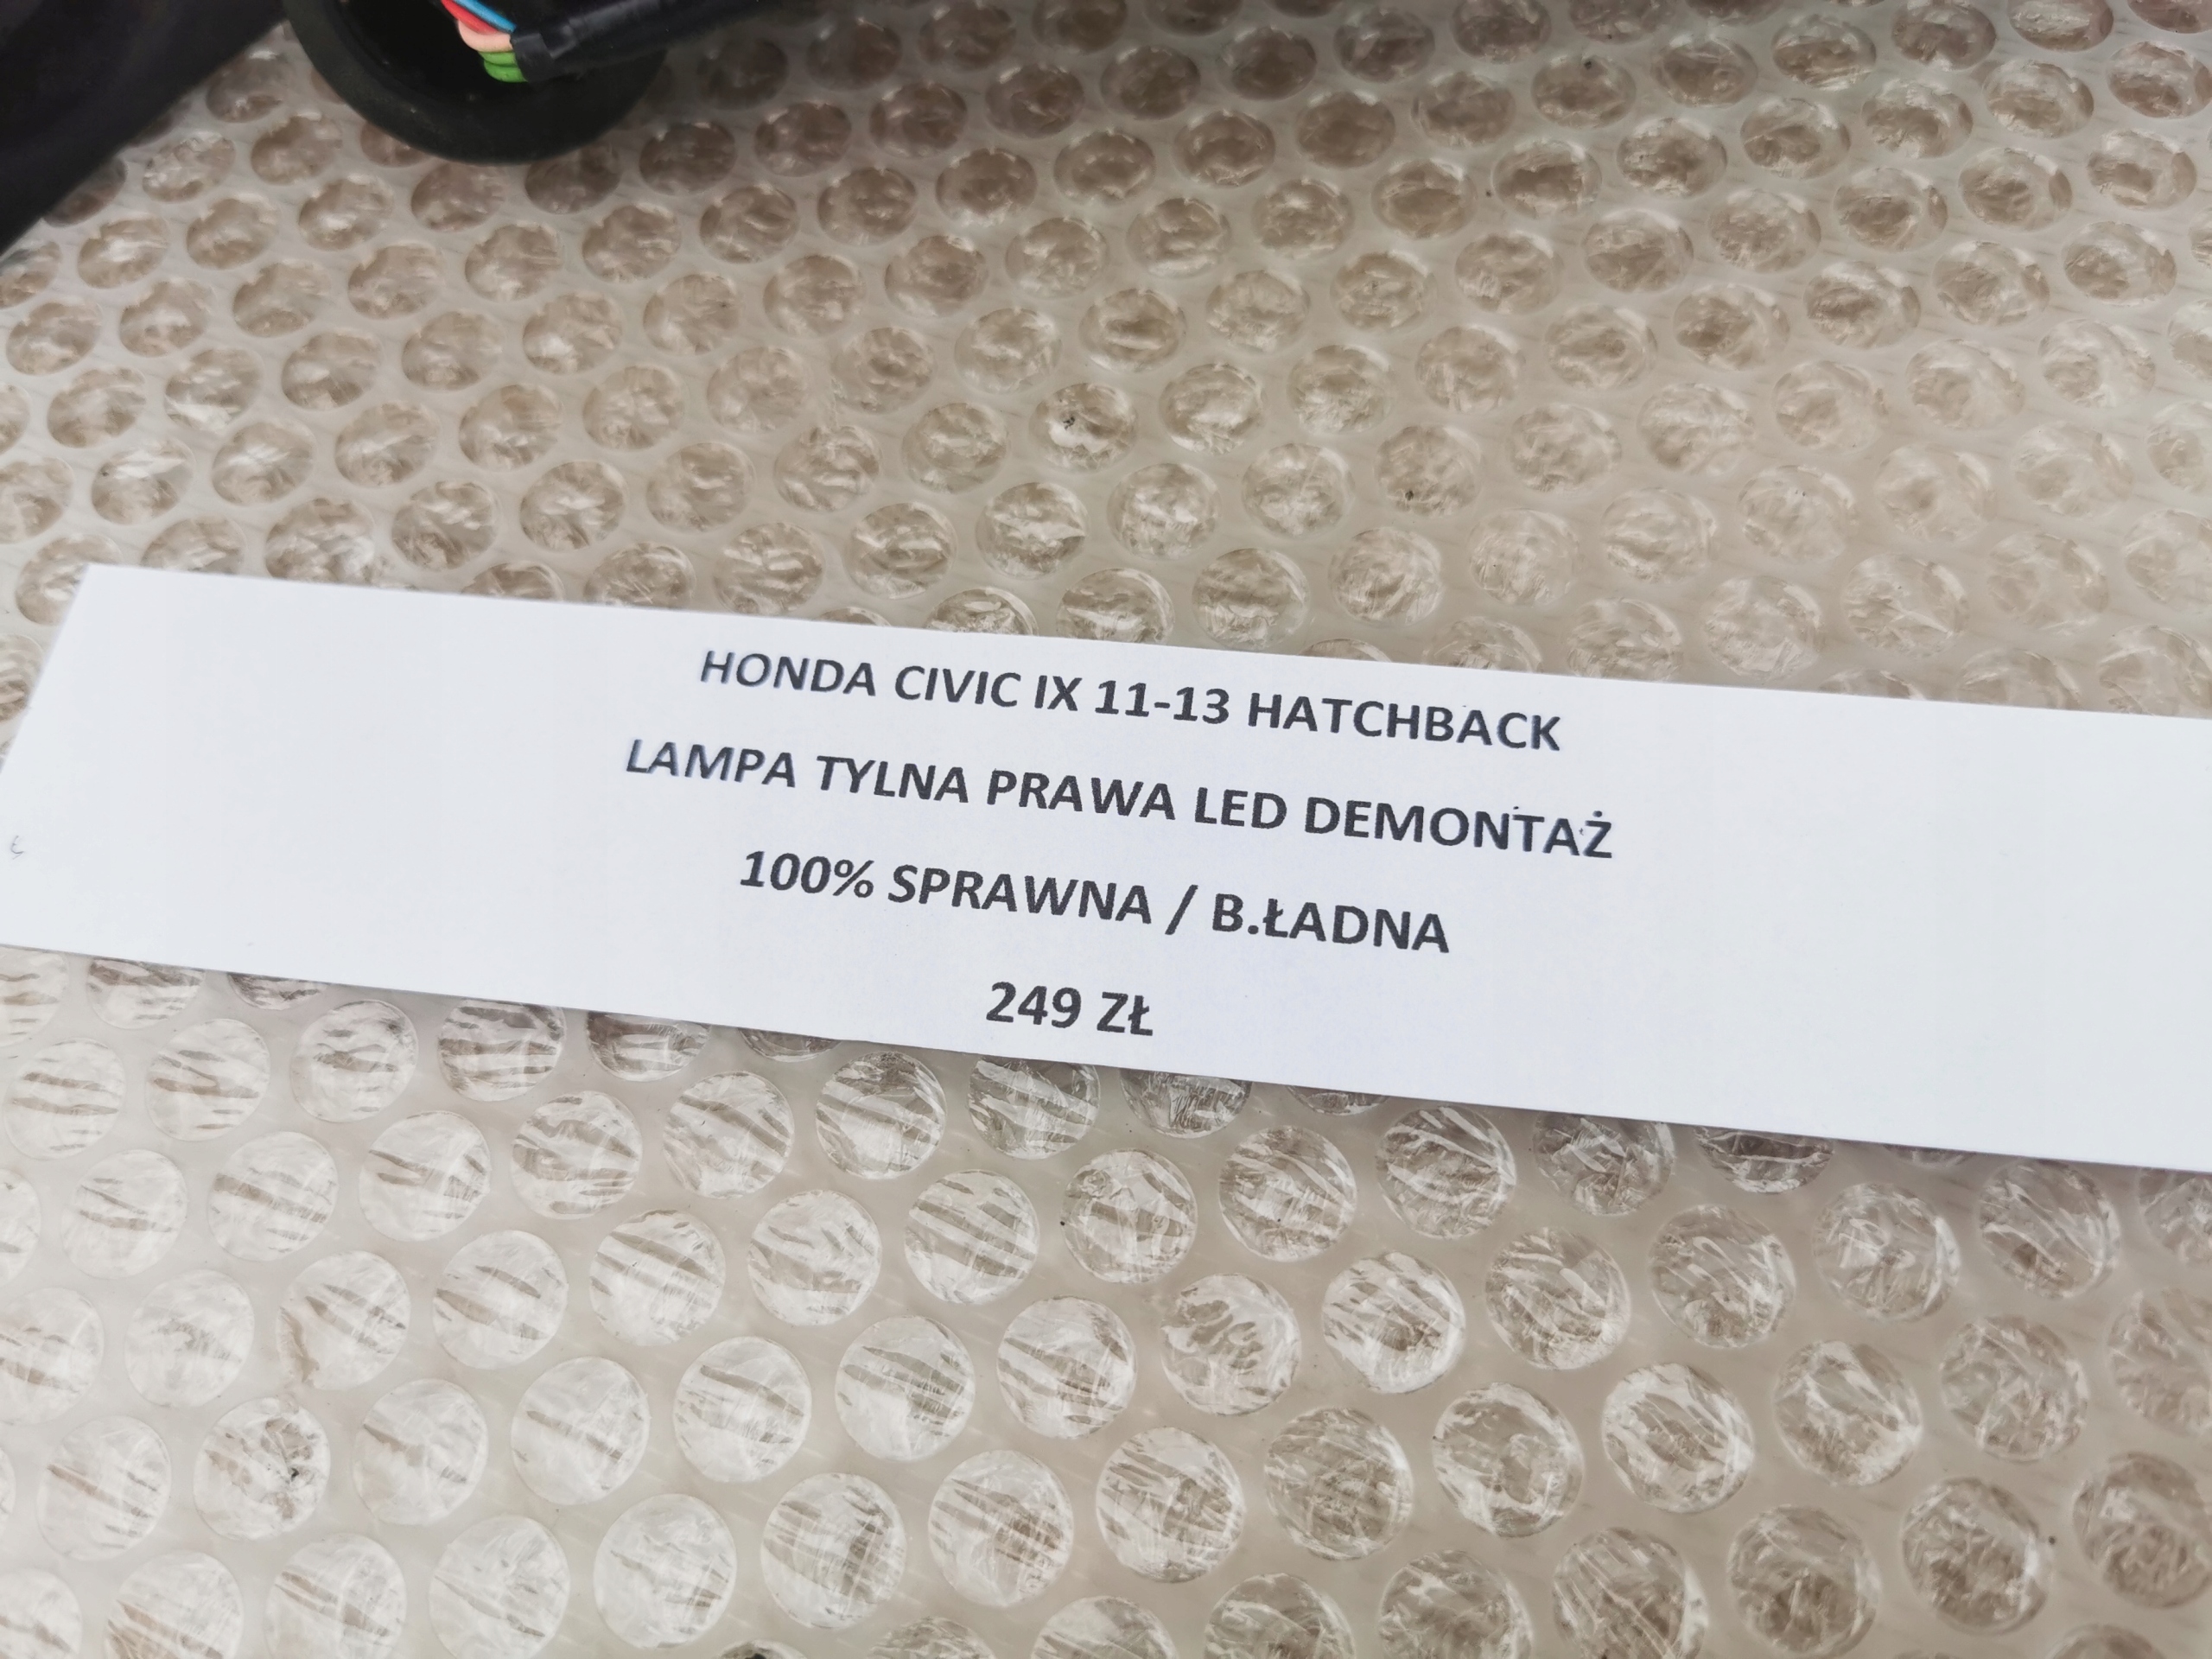 HONDA CIVIC IX 11-13 HATCHBACK
LAMPA TYLNA PRAWA LED DEMONTAŻ
100% SPRAWNA / B.ŁADNA
249 ZŁ